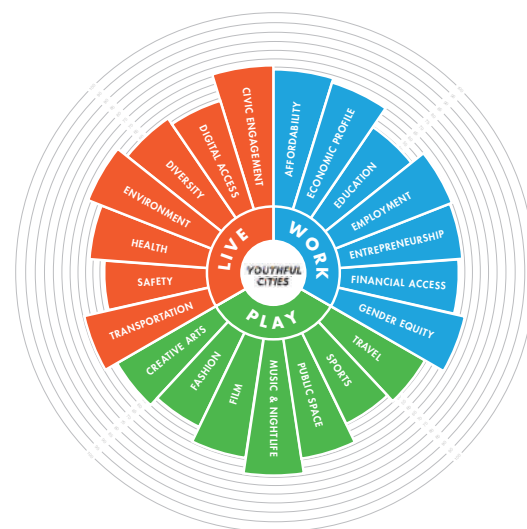 YOUTHFUL
CiTiES
LIVE
WORK
PLAY
AFFORDABILITY
ECONOMIC PROFILE
EDUCATION
EMPLOYMENT
ENTREPRENEURSHIP
FINANCIAL ACCESS
GENDER EQUITY
TRAVEL
SPORTS
PUBLIC SPACE
MUSIC & NIGHTLIFE
FILM
FASHION
CREATIVE ARTS
TRANSPORTATION
SAFETY
HEALTH
ENVIRONMENT
DIVERSITY
DIGITAL ACCESS
CIVIC ENGAGEMENT